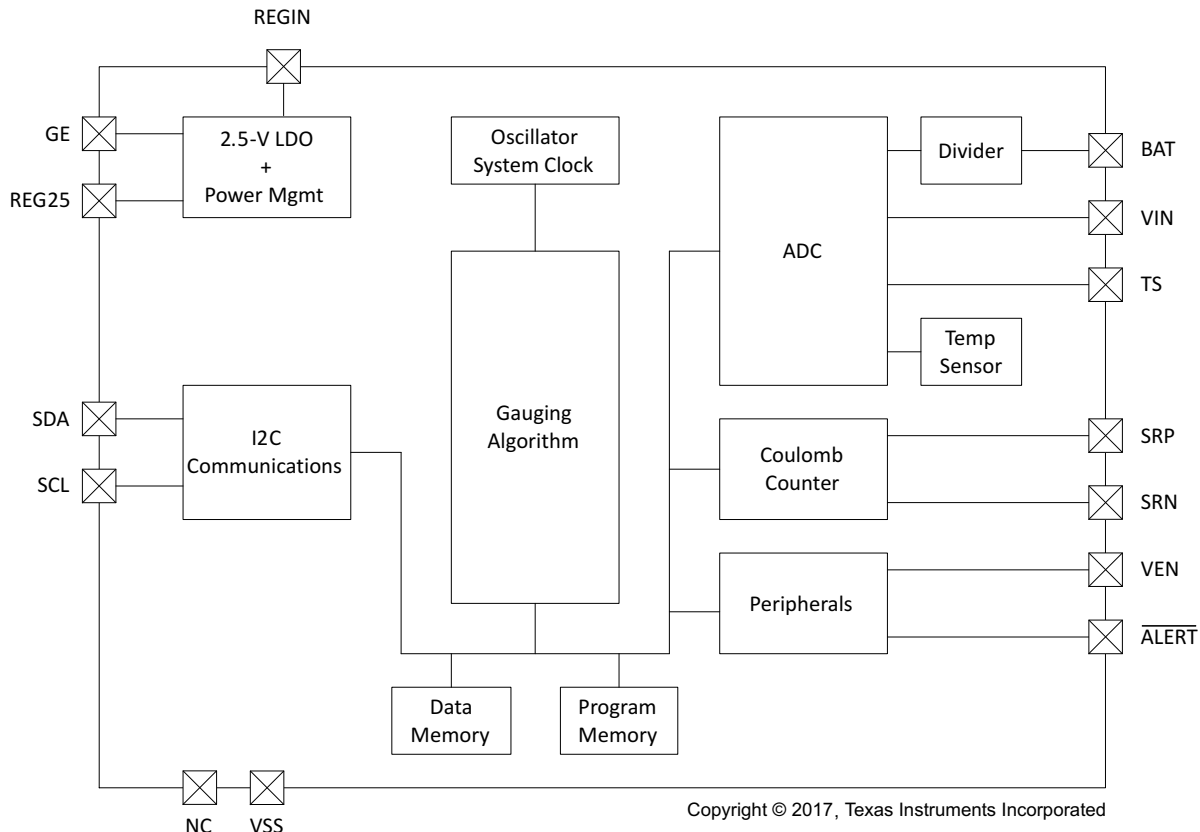 REGIN
GE
2.5-V LDO
+
Power Mgmt
REG25
Oscillator
System Clock
Divider
BAT
VIN
ADC
TS
Temp
Sensor
SDA
I2C
Communications
SCL
Gauging
Algorithm
Coulomb
Counter
SRP
SRN
VEN
Peripherals
ALERT
Data
Memory
Program
Memory
NC
VSS
Copyright © 2017, Texas Instruments Incorporated